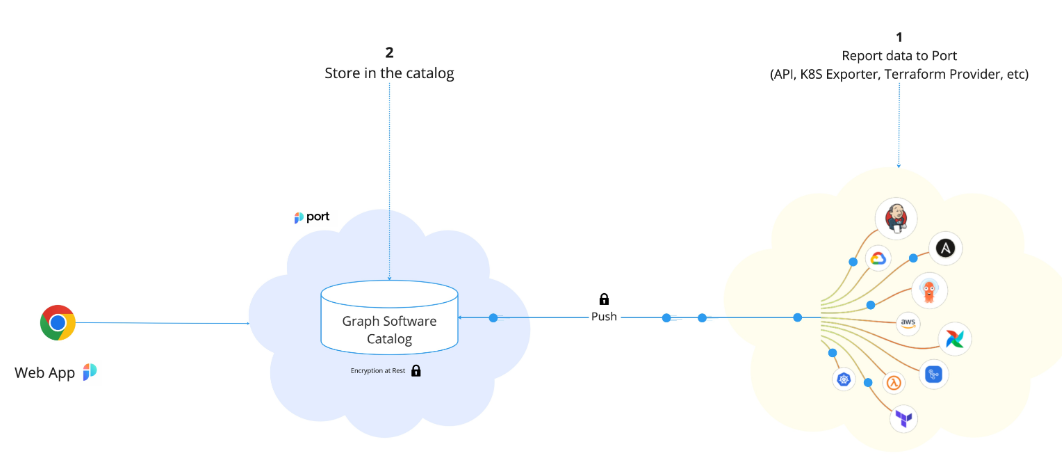 1
Report data to Port
(API, K8S Exporter, Terraform Provider, etc)
2
Store in the catalog
port
Graph Software
Catalog
Encryption at Rest
Push
Web App
aws